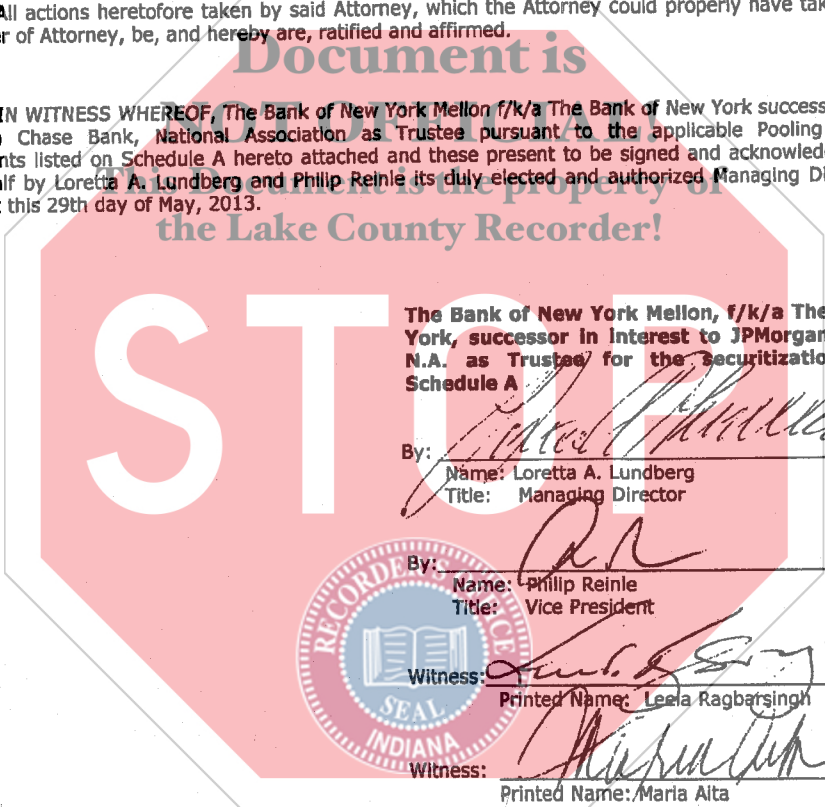 All actions heretofore taken by said Attorney, which the Attorney could properly have tak
r of Attorney, be, and hereby are, ratified and affirmed.
Document is
NOT OFFICIAL!
IN WITNESS WHEREOF, The Bank of New York Mellon f/k/a The Bank of New York success
Chase Bank, National Association as Trustee pursuant to the applicable Pooling
nts listed on Schedule A hereto attached and these present to be signed and acknowled
lf by Loretta A. Lundberg and Philip Reinle its duly elected and authorized Managing Di
this 29th day of May, 2013.
This Document is the property of
the Lake County Recorder!
STOP
The Bank of New York Mellon, f/k/a The
York, successor in interest to JPMorgan
N.A. as Trustee for the Securitizatio
Schedule A
By:
Name: Loretta A. Lundberg
Title: Managing Director
By:
Name: Philip Reinle
Title: Vice President
RECORDER'S OFFICE
SEAL
INDIANA
Witness:
Printed Name: Leela Ragbarsingh
Witness:
Printed Name: Maria Aita